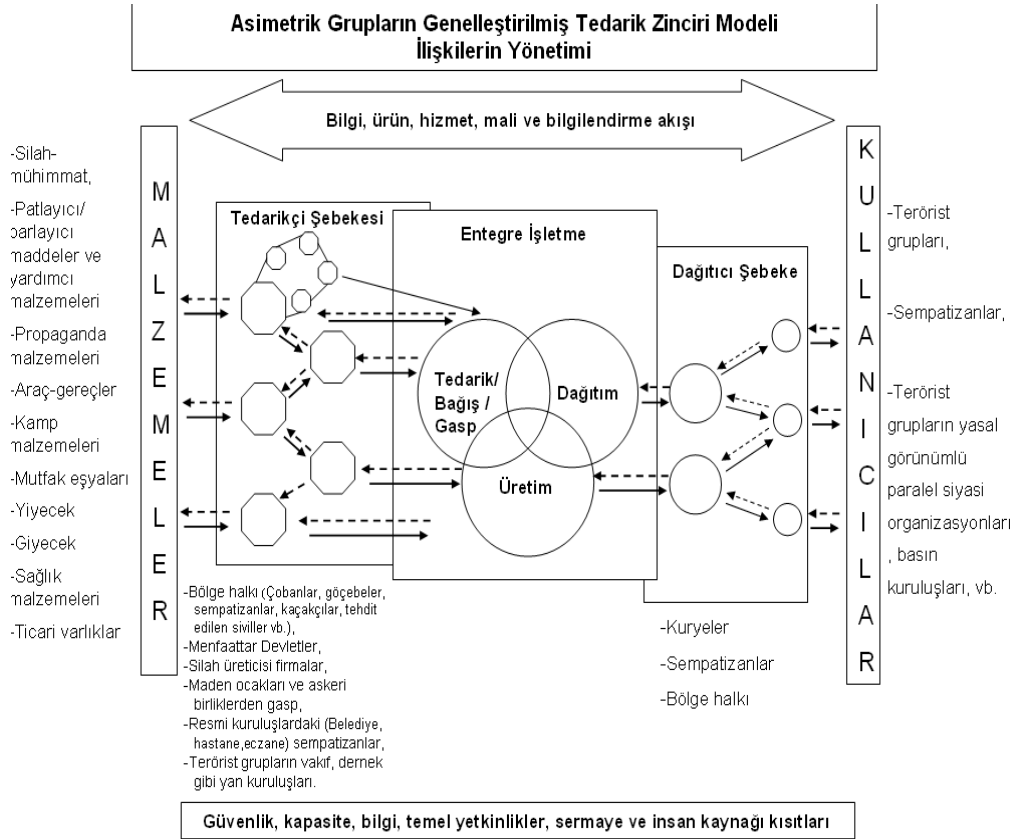 Asimetrik Grupların Genelleştirilmiş Tedarik Zinciri Modeli
İlişkilerin Yönetimi
Bilgi, ürün, hizmet, mali ve bilgilendirme akışı
-Silah-
mühimmat,
-Patlayıcı/
parlayıcı
maddeler ve
yardımcı
malzemeleri
-Propaganda
malzemeleri
-Araç-gereçler
-Kamp
malzemeleri
-Mutfak eşyaları
-Yiyecek
-Giyecek
-Sağlık
malzemeleri
-Ticari varlıklar
M
A
L
Z
E
M
E
L
E
R
Tedarikçi Şebekesi
-Bölge halkı (Çobanlar, göçebeler,
sempatizanlar, kaçakçılar, tehdit
edilen siviller vb.),
-Menfaattar Devletler,
-Silah üreticisi firmalar,
-Maden ocakları ve askeri
birliklerden gasp,
-Resmi kuruluşlardaki (Belediye,
hastane,eczane) sempatizanlar,
-Terörist grupların vakıf, dernek
gibi yan kuruluşları.
Entegre İşletme
Tedarik/
Bağış /
Gasp
Dağıtım
Üretim
Dağıtıcı Şebeke
-Kuryeler
-Sempatizanlar
-Bölge halkı
K
U
L
L
A
N
I
C
I
L
A
R
-Terörist
grupları,
-Sempatizanlar,
-Terörist
grupların yasal
görünümlü
paralel siyasi
organizasyonları
, basın
kuruluşları, vb.
Güvenlik, kapasite, bilgi, temel yetkinlikler, sermaye ve insan kaynağı kısıtları